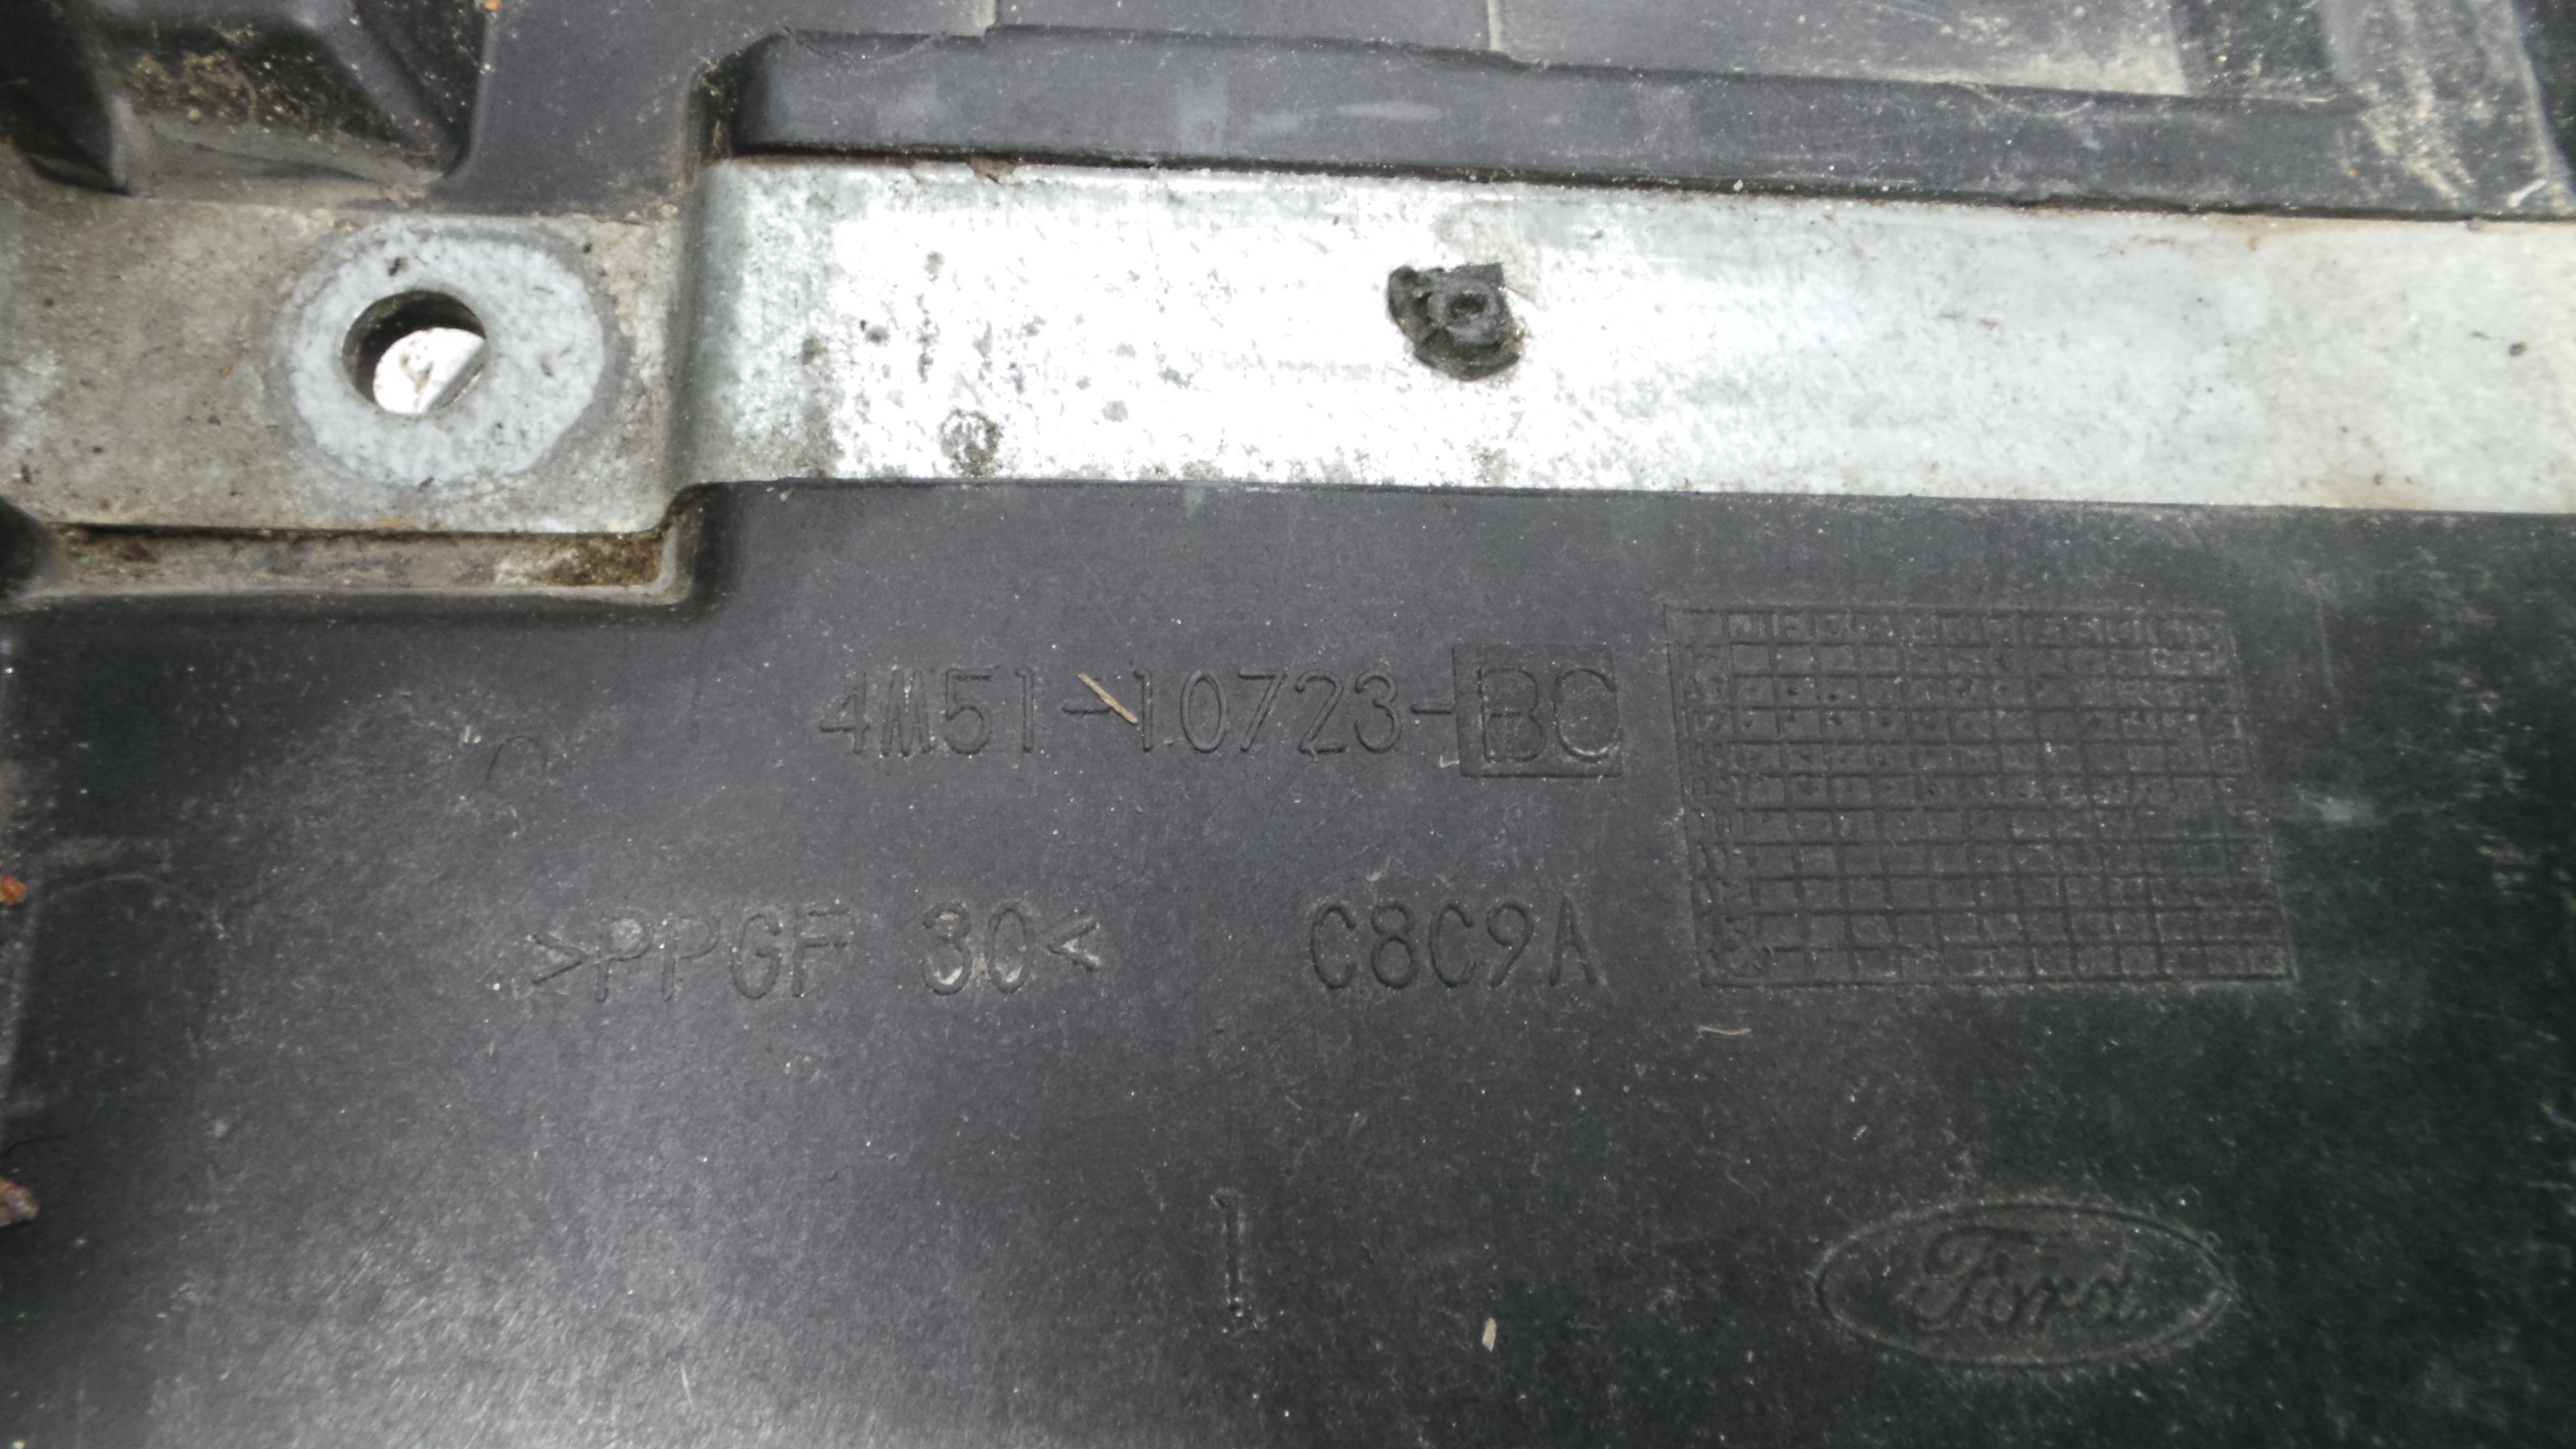 4M51-10723-BC
>PPGF 30< C8C9A
1
Ford